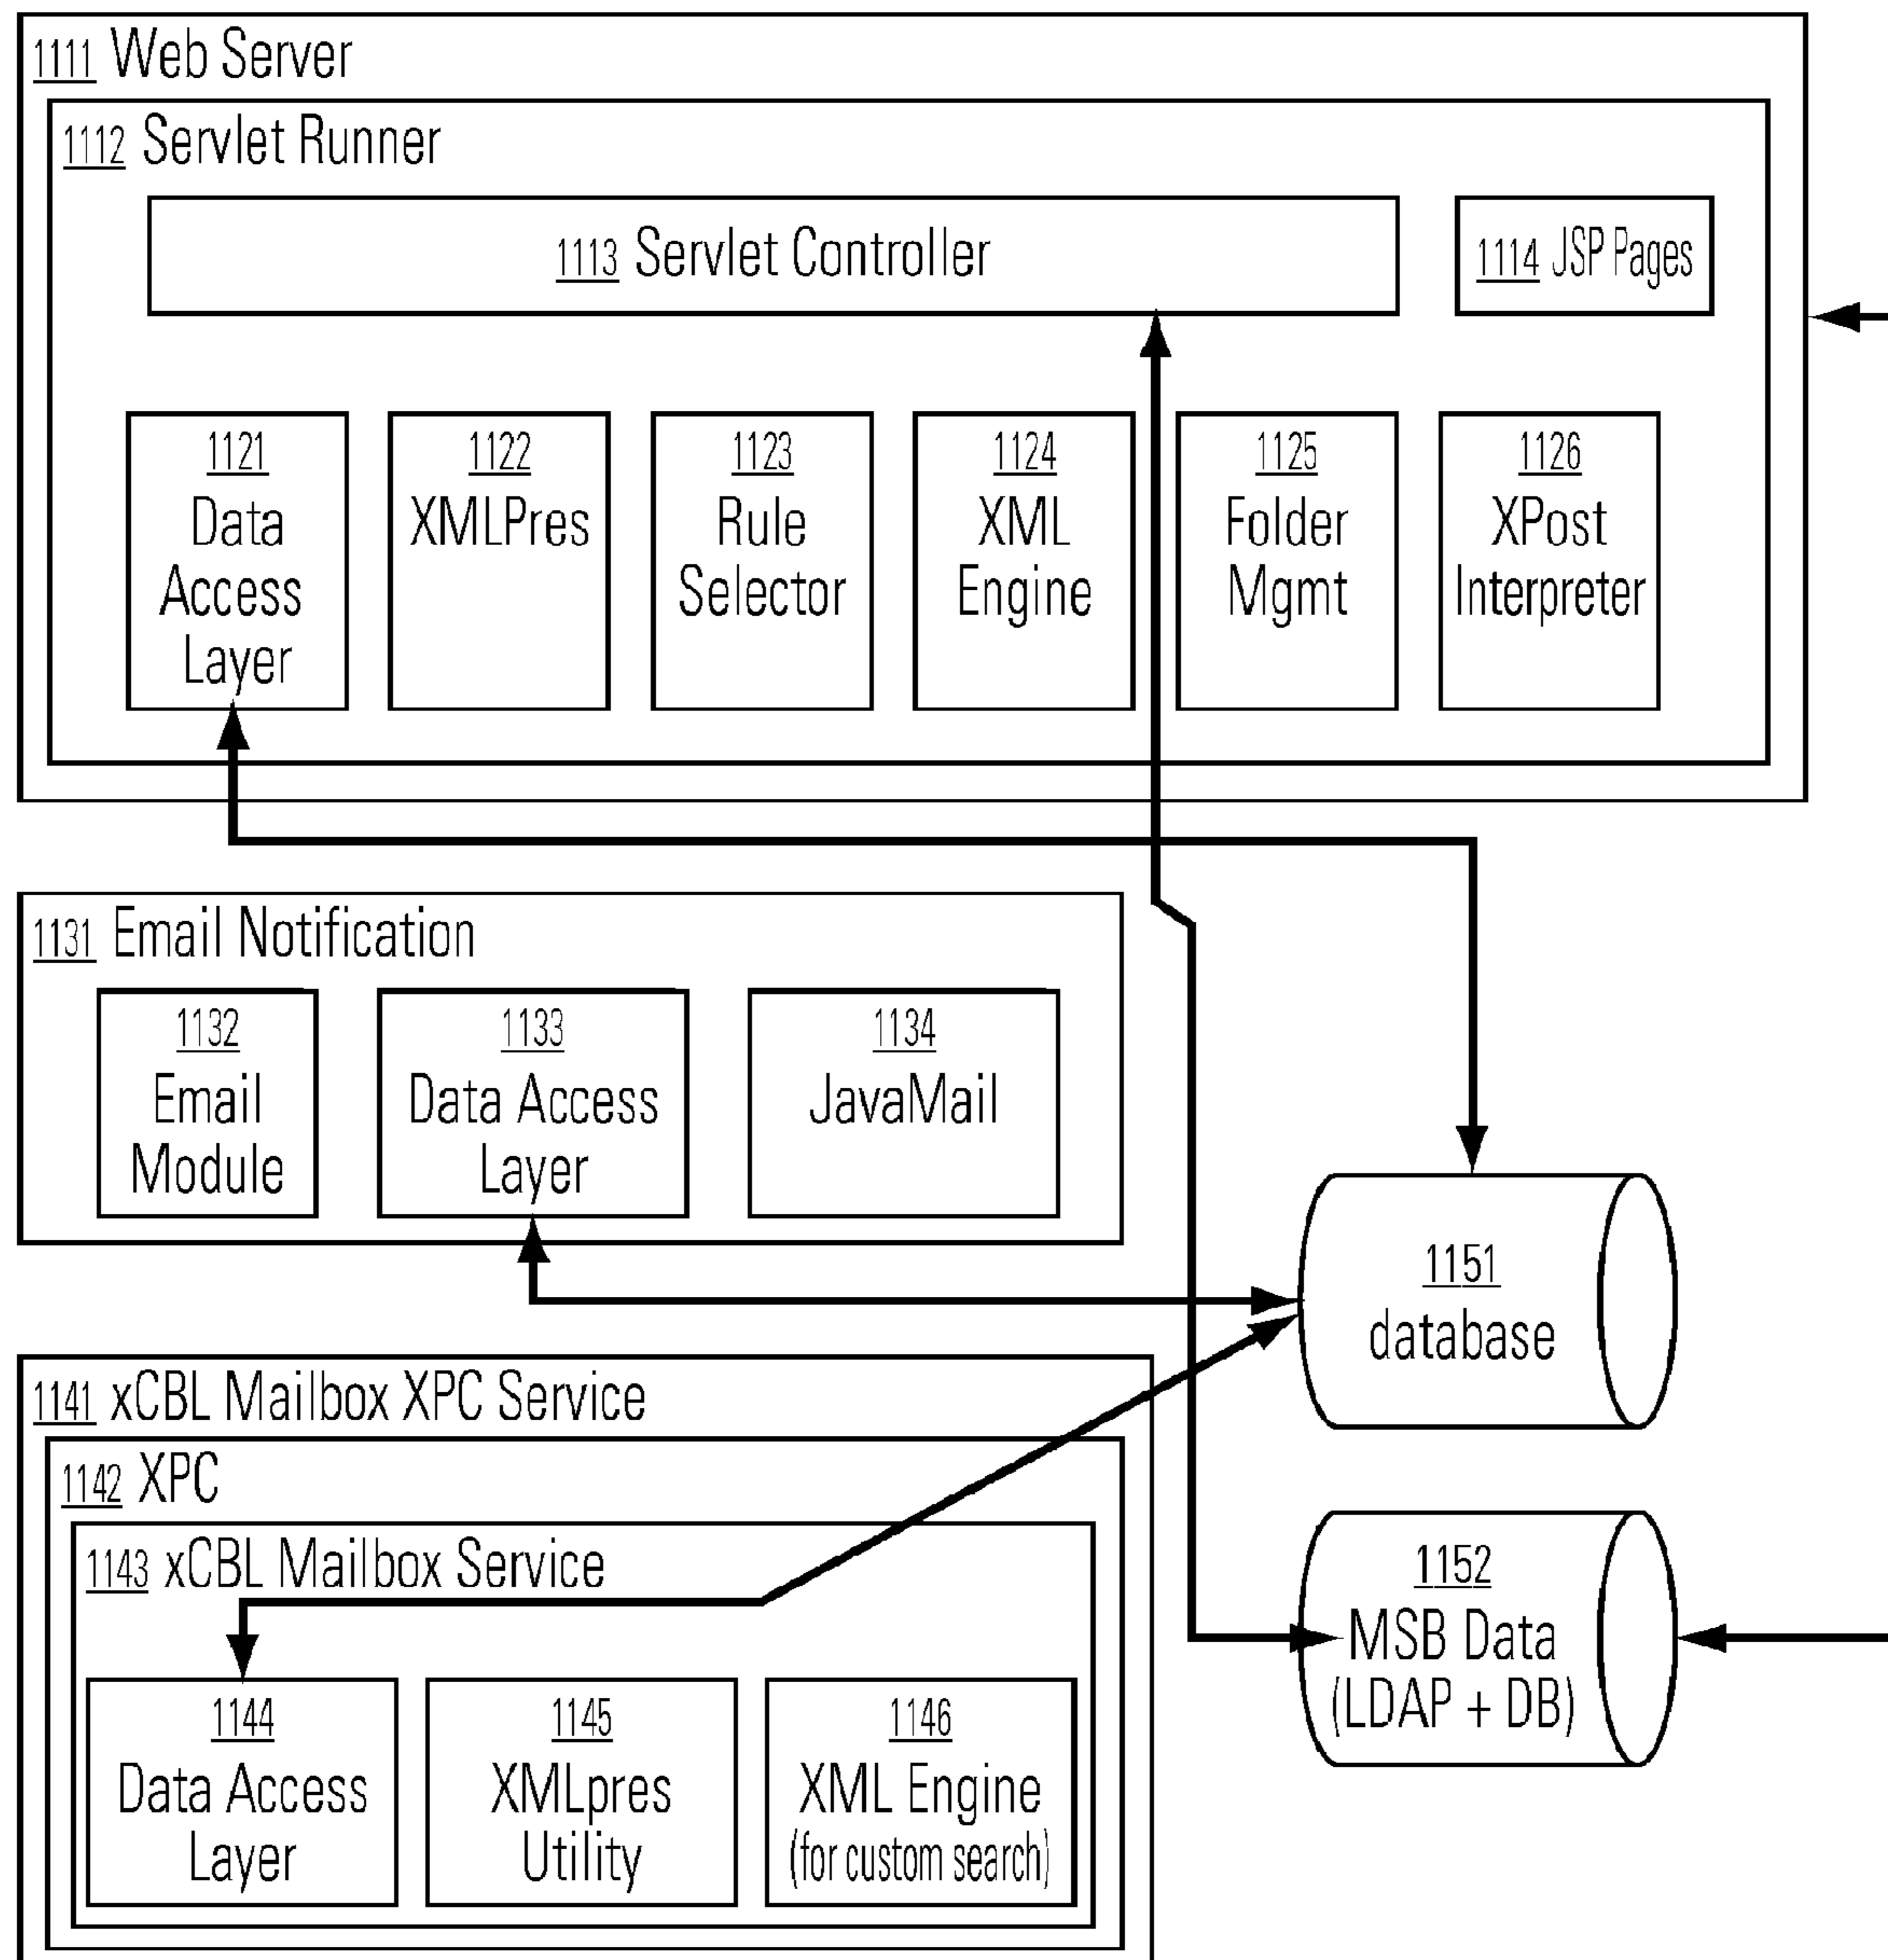 1111 Web Server
1112 Servlet Runner
1113 Servlet Controller
1114 JSP Pages
1121
Data
Access
Layer
1122
XMLPres
1123
Rule
Selector
1124
XML
Engine
1125
Folder
Mgmt
1126
XPost
Interpreter
1131 Email Notification
1132
Email
Module
1133
Data Access
Layer
1134
JavaMail
1151
database
1141 xCBL Mailbox XPC Service
1142 XPC
1143 xCBL Mailbox Service
1144
Data Access
Layer
1145
XMLpres
Utility
1146
XML Engine
(for custom search)
1152
MSB Data
(LDAP + DB)